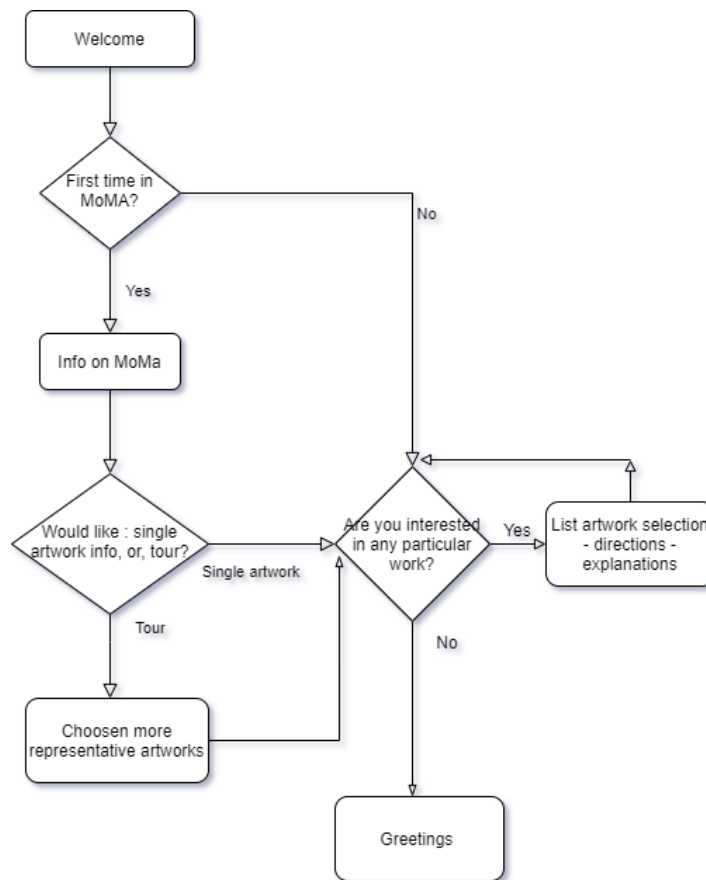 Welcome
First time in
MoMA?
No
Yes
Info on MoMa
Would like : single
artwork info, or, tour?
Single artwork
Are you interested
in any particular
work?
Yes
List artwork selection
- directions -
explanations
Tour
No
Choosen more
representative artworks
Greetings